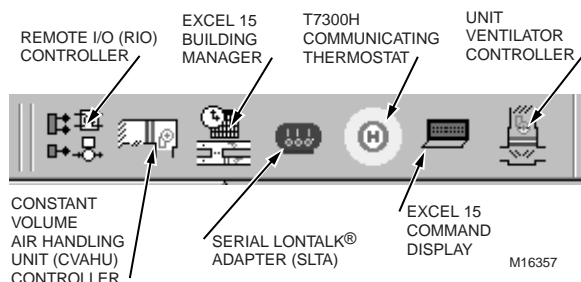 REMOTE I/O (RIO)
CONTROLLER
EXCEL 15
BUILDING
MANAGER
T7300H
COMMUNICATING
THERMOSTAT
UNIT
VENTILATOR
CONTROLLER
H
CONSTANT
VOLUME
AIR HANDLING
UNIT (CVAHU)
CONTROLLER
SERIAL LONTALK®
ADAPTER (SLTA)
EXCEL 15
COMMAND
DISPLAY
M16357